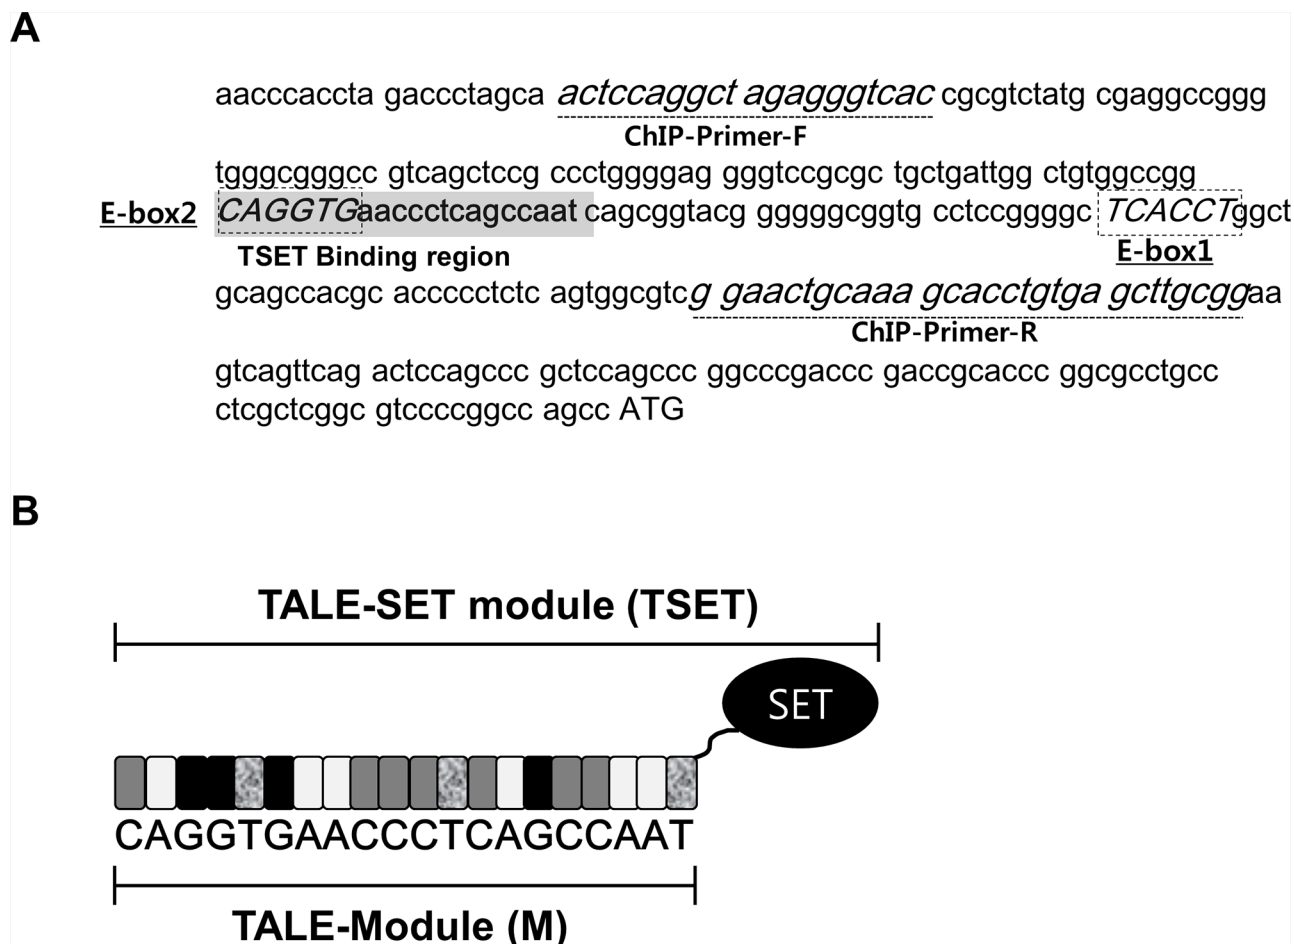 A
aacccaccta gaccctagca actccaggct agagggtcac cgcgtctatg cgaggccggg
ChIP-Primer-F
tgggcgggcc gtcagctccg ccctggggag gggtccgcgc tgctgattgg ctgtggccgg
E-box2 CAGGTGaaccctcagccaat cagcggtacg gggggcggtg cctccggggc TCACCTggct
TSET Binding region E-box1
gcagccacgc acccccctctc agtggcgtcg gaactgcaaa gcacctgtga gcttgcggaa
ChIP-Primer-R
gtcagttcag actccagccc gctccagccc ggcccgaccc gaccgcaccc ggcgcctgcc
ctcgctcggc gtccccggcc agcc ATG
B
TALE-SET module (TSET)
SET
CAGGTGAACCCTCAGCCAAT
TALE-Module (M)